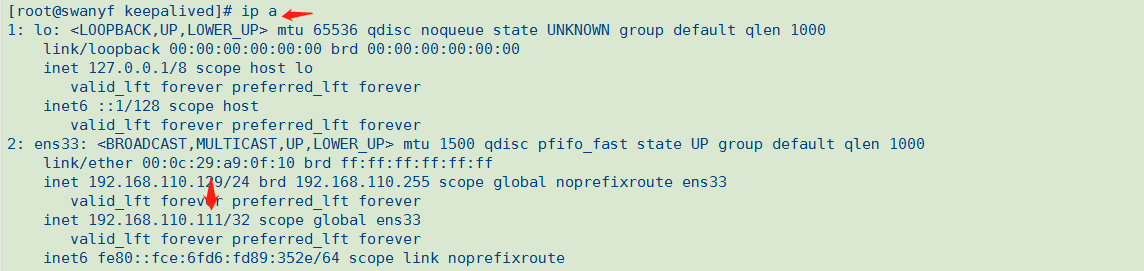 [root@swanyf keepalived]# ip a
1: lo: <LOOPBACK,UP,LOWER_UP> mtu 65536 qdisc noqueue state UNKNOWN group default qlen 1000
link/loopback 00:00:00:00:00:00 brd 00:00:00:00:00:00
inet 127.0.0.1/8 scope host lo
valid_lft forever preferred_lft forever
inet6 ::1/128 scope host
valid_lft forever preferred_lft forever
2: ens33: <BROADCAST,MULTICAST,UP,LOWER_UP> mtu 1500 qdisc pfifo_fast state UP group default qlen 1000
link/ether 00:0c:29:a9:0f:10 brd ff:ff:ff:ff:ff:ff
inet 192.168.110.129/24 brd 192.168.110.255 scope global noprefixroute ens33
valid_lft forever preferred_lft forever
inet 192.168.110.111/32 scope global ens33
valid_lft forever preferred_lft forever
inet6 fe80::fce:6fd6:fd89:352e/64 scope link noprefixroute